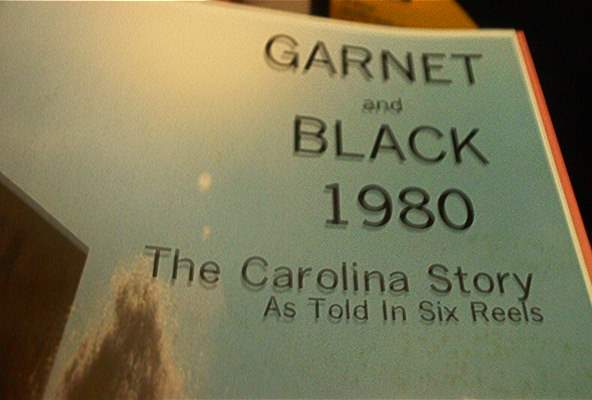 GARNET
and
BLACK
1980
The Carolina Story
As Told In Six Reels